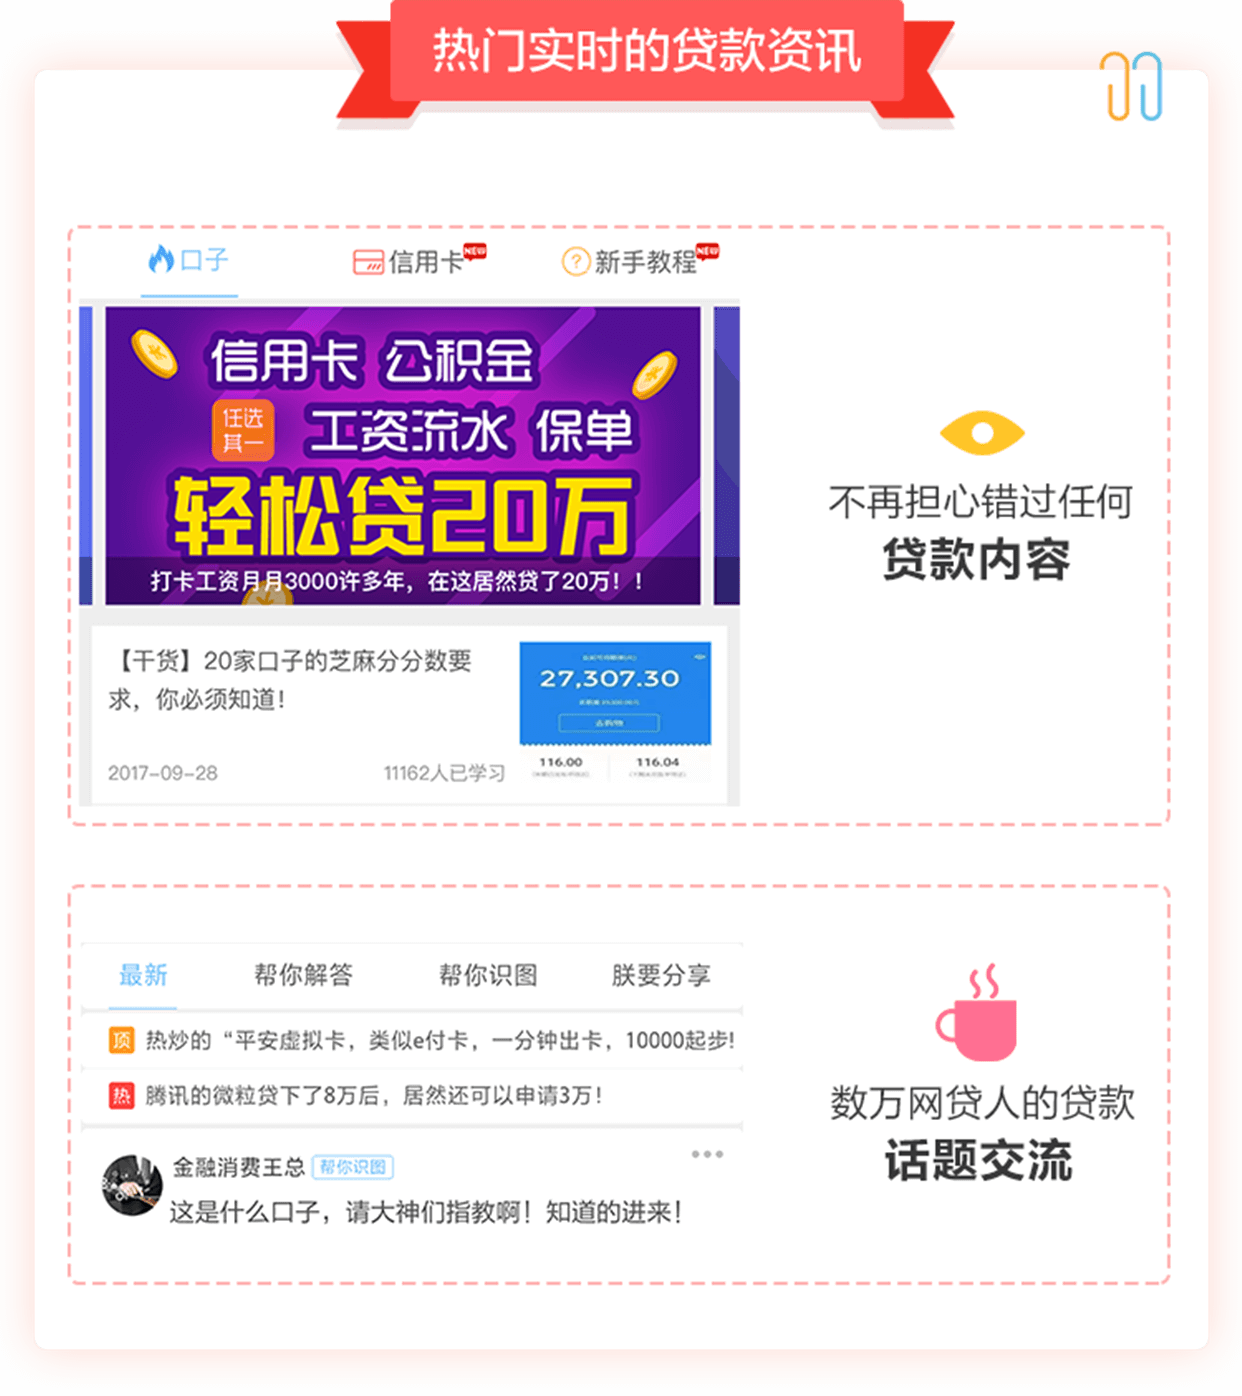 热门实时的贷款资讯
口子
信用卡 NEW
新手教程 NEW
信用卡 公积金
任选
其一
工资流水 保单
轻松贷20万
打卡工资月月3000许多年，在这居然贷了20万！！
不再担心错过任何
贷款内容
【干货】20家口子的芝麻分分数要
求，你必须知道！
2017-09-28
11162人已学习
27,307.30
去购物
116.00
116.04
最新
帮你解答
帮你识图
朕要分享
顶 热炒的“平安虚拟卡，类似e付卡，一分钟出卡，10000起步!
热 腾讯的微粒贷下了8万后，居然还可以申请3万！
金融消费王总 帮你识图
这是什么口子，请大神们指教啊！知道的进来！
数万网贷人的贷款
话题交流